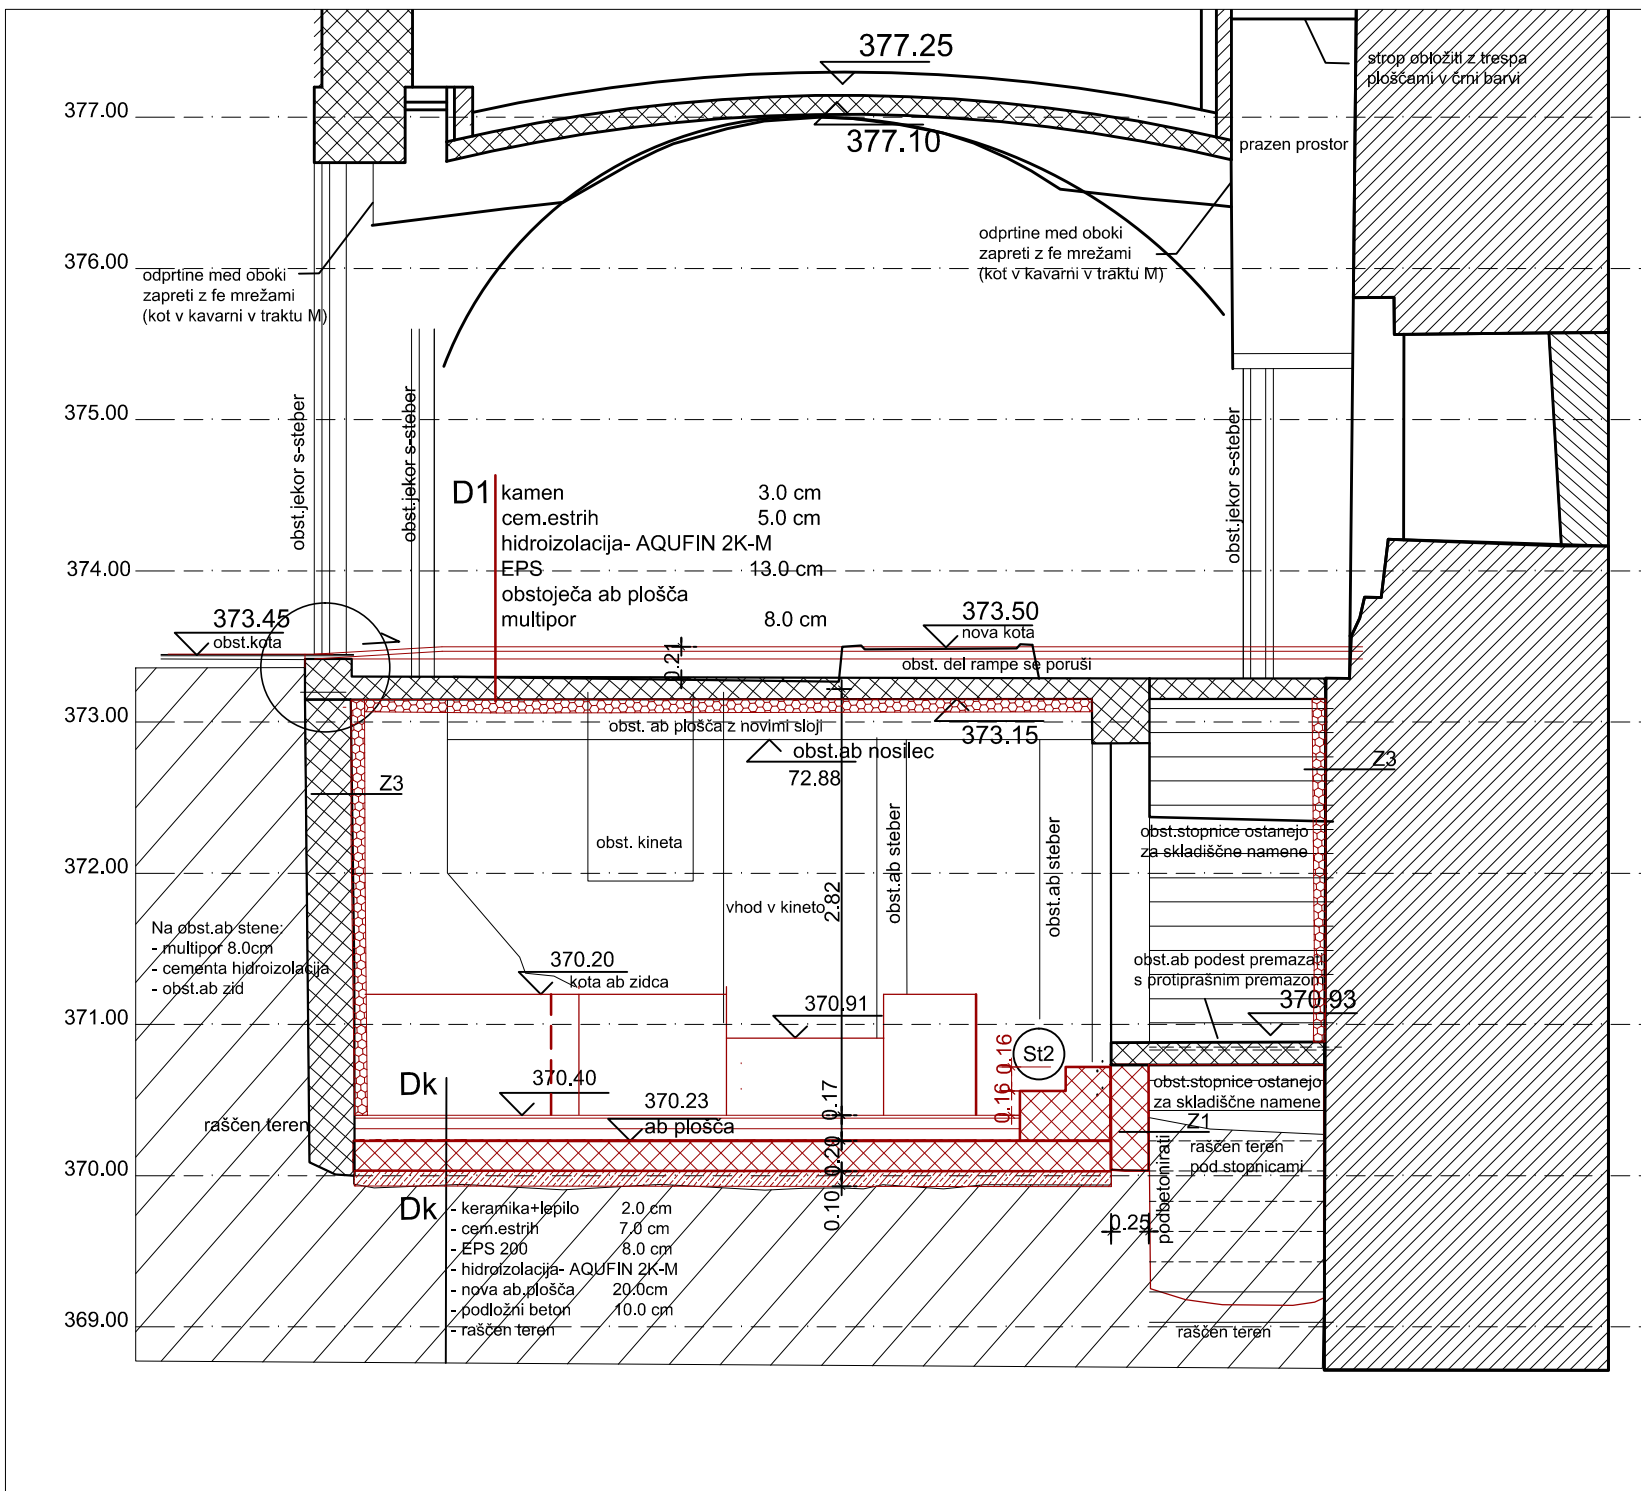 377.25
strop obložiti z trespa
ploščami v črni barvi
377.00
377.10
prazen prostor
odprtine med oboki
zapreti z fe mrežami
(kot v kavarni v traktu M)
376.00
odprtine med oboki
zapreti z fe mrežami
(kot v kavarni v traktu M)
375.00
obst.jekor s-steber
obst.jekor s-steber
obst.jekor s-steber
D1
kamen 3.0 cm
cem.estrih 5.0 cm
hidroizolacija- AQUFIN 2K-M
EPS 13.0 cm
obstoječa ab plošča
multipor 8.0 cm
374.00
373.45
obst.kota
373.50
nova kota
0.21
obst. del rampe se poruši
373.00
obst. ab plošča z novimi sloji
373.15
obst.ab nosilec
72.88
Z3
Z3
obst. kineta
372.00
obst.stopnice ostanejo
za skladiščne namene
obst.ab steber
obst.ab steber
2.82
vhod v kineto
Na obst.ab stene:
- multipor 8.0cm
- cementa hidroizolacija
- obst.ab zid
370.20
kota ab zidca
obst.ab podest premazati
s protiprašnim premazom
370.93
370.91
371.00
St2
0.16
0.16
Dk
370.40
370.23
ab plošča
0.17
0.20
0.10
obst.stopnice ostanejo
za skladiščne namene
Z1
raščen teren
raščen teren
pod stopnicami
podbetonirati
370.00
Dk
- keramika+lepilo 2.0 cm
- cem.estrih 7.0 cm
- EPS 200 8.0 cm
- hidroizolacija- AQUFIN 2K-M
- nova ab.plošča 20.0cm
- podložni beton 10.0 cm
- raščen teren
0.25
369.00
raščen teren